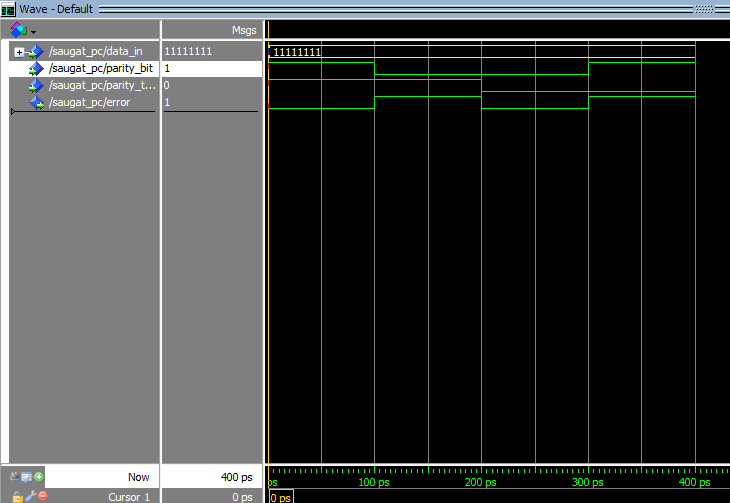 Wave - Default
Msgs
/saugat_pc/data_in 11111111 11111111
/saugat_pc/parity_bit 1
/saugat_pc/parity_t... 0
/saugat_pc/error 1
Now 400 ps ps 100 ps 200 ps 300 ps 400 ps
Cursor 1 0 ps 0 ps